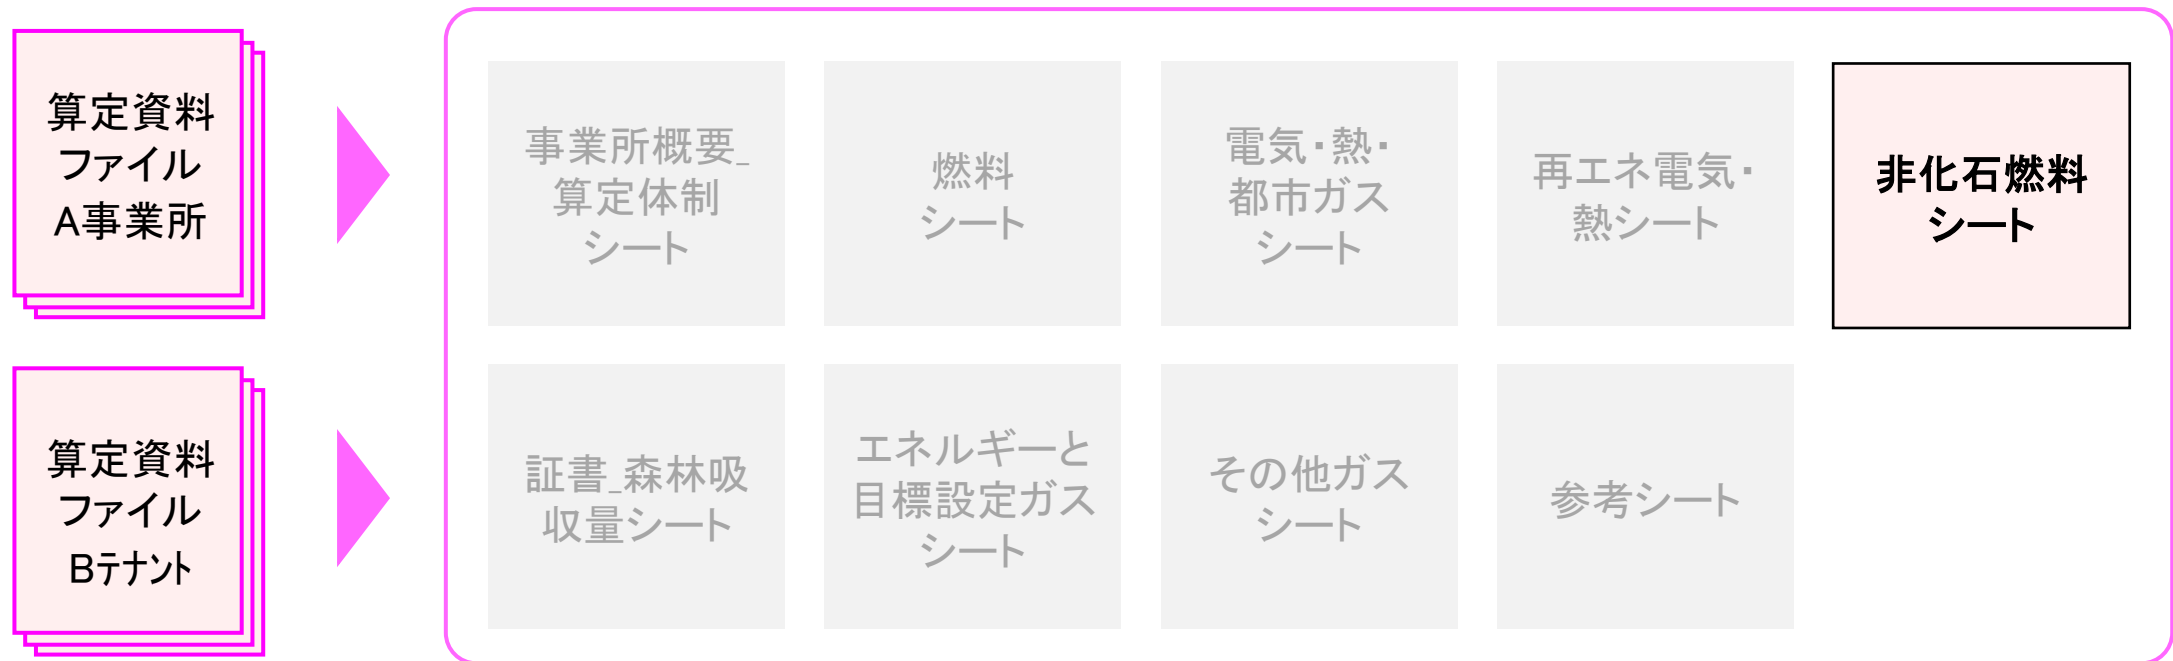 算定資料
ファイル
A事業所
算定資料
ファイル
Bﾃﾅﾝﾄ
事業所概要_
算定体制
シート
燃料
シート
電気・熱・
都市ガス
シート
再エネ電気・
熱シート
非化石燃料
シート
証書_森林吸
収量シート
エネルギーと
目標設定ガス
シート
その他ガス
シート
参考シート